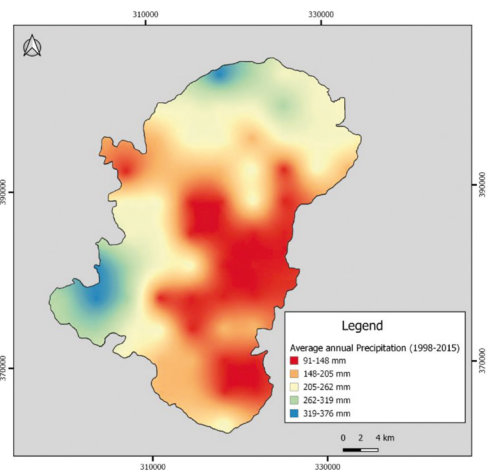 310000 330000
390000 390000
370000 370000
Legend
Average annual Precipitation (1998-2015)
91-148 mm
148-205 mm
205-262 mm
262-319 mm
319-376 mm
0 2 4 km
310000 330000